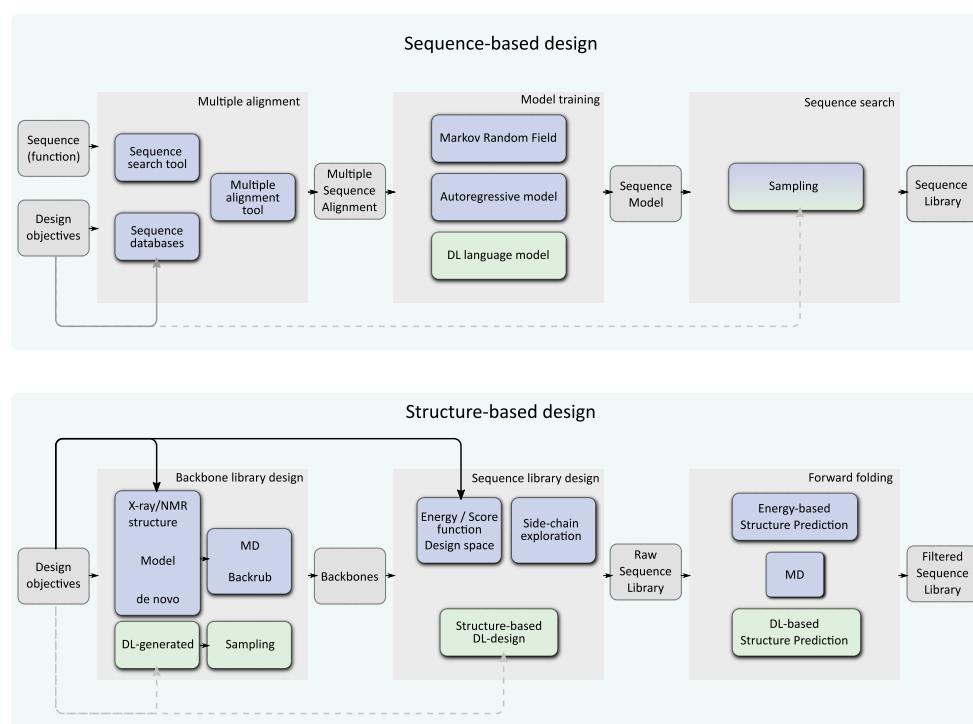 Sequence-based design
Multiple alignment
Model training
Sequence search
Sequence
(function)
Sequence
search tool
Multiple
alignment
tool
Design
objectives
Sequence
databases
Multiple
Sequence
Alignment
Markov Random Field
Autoregressive model
DL language model
Sequence
Model
Sampling
Sequence
Library
Structure-based design
Backbone library design
Sequence library design
Forward folding
Design
objectives
X-ray/NMR
structure
Model
de novo
MD
Backrub
DL-generated
Sampling
Backbones
Energy / Score
function
Design space
Side-chain
exploration
Structure-based
DL-design
Raw
Sequence
Library
Energy-based
Structure Prediction
MD
DL-based
Structure Prediction
Filtered
Sequence
Library